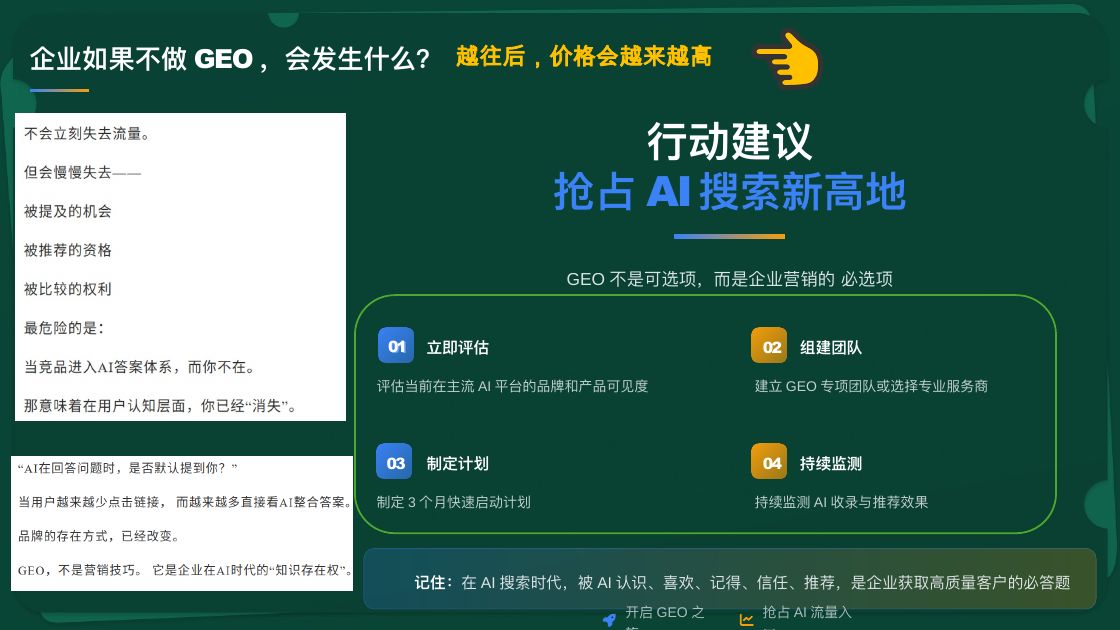 企业如果不做 GEO ，会发生什么？
越往后，价格会越来越高
不会立刻失去流量。
但会慢慢失去——
被提及的机会
被推荐的资格
被比较的权利
最危险的是：
当竞品进入AI答案体系，而你不在。
那意味着在用户认知层面，你已经“消失”。
“AI在回答问题时，是否默认提到你？”
当用户越来越少点击链接， 而越来越多直接看AI整合答案。
品牌的存在方式，已经改变。
GEO，不是营销技巧。 它是企业在AI时代的“知识存在权”。
行动建议
抢占 AI 搜索新高地
GEO 不是可选项，而是企业营销的 必选项
01 立即评估
评估当前在主流 AI 平台的品牌和产品可见度
02 组建团队
建立 GEO 专项团队或选择专业服务商
03 制定计划
制定 3 个月快速启动计划
04 持续监测
持续监测 AI 收录与推荐效果
记住：在 AI 搜索时代，被 AI 认识、喜欢、记得、信任、推荐，是企业获取高质量客户的必答题
开启 GEO 之
抢占 AI 流量入